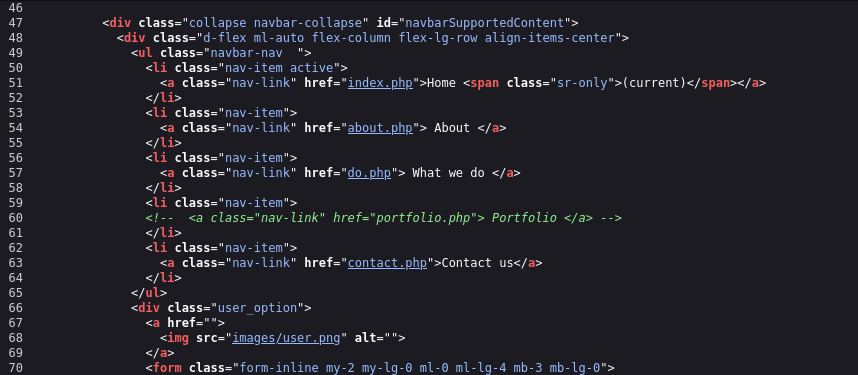 46
47 <div class="collapse navbar-collapse" id="navbarSupportedContent">
48 <div class="d-flex ml-auto flex-column flex-lg-row align-items-center">
49 <ul class="navbar-nav  ">
50 <li class="nav-item active">
51 <a class="nav-link" href="index.php">Home <span class="sr-only">(current)</span></a>
52 </li>
53 <li class="nav-item">
54 <a class="nav-link" href="about.php"> About </a>
55 </li>
56 <li class="nav-item">
57 <a class="nav-link" href="do.php"> What we do </a>
58 </li>
59 <li class="nav-item">
60 <!--  <a class="nav-link" href="portfolio.php"> Portfolio </a> -->
61 </li>
62 <li class="nav-item">
63 <a class="nav-link" href="contact.php">Contact us</a>
64 </li>
65 </ul>
66 <div class="user_option">
67 <a href="">
68 <img src="images/user.png" alt="">
69 </a>
70 <form class="form-inline my-2 my-lg-0 ml-0 ml-lg-4 mb-3 mb-lg-0">